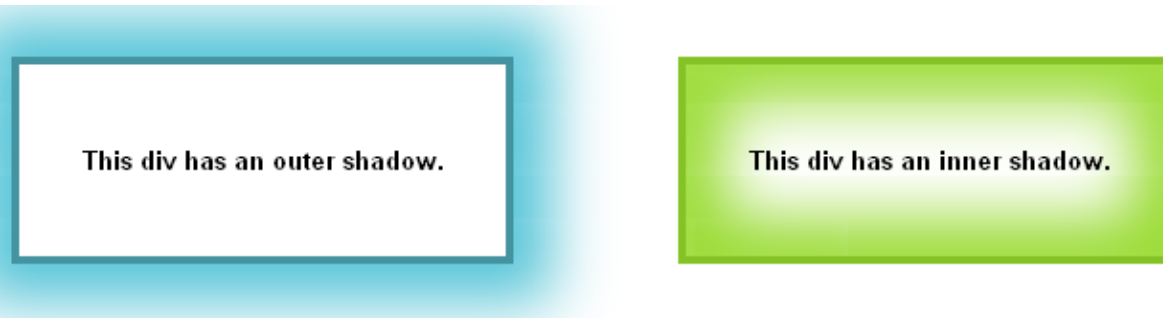 This div has an outer shadow.
This div has an inner shadow.